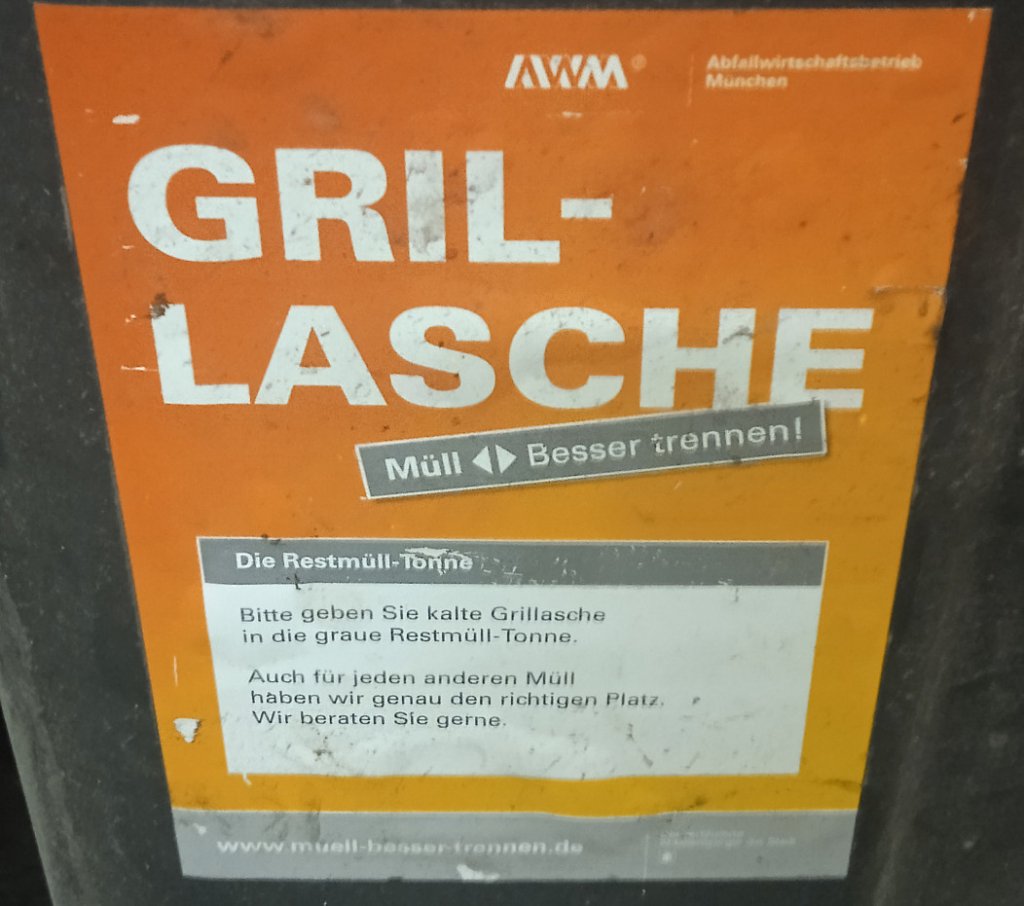 AWM®
Abfallwirtschaftsbetrieb
München
GRIL-
LASCHE
Müll Besser trennen!
Die Restmüll-Tonne
Bitte geben Sie kalte Grillasche
in die graue Restmüll-Tonne.
Auch für jeden anderen Müll
haben wir genau den richtigen Platz.
Wir beraten Sie gerne.
www.muell-besser-trennen.de